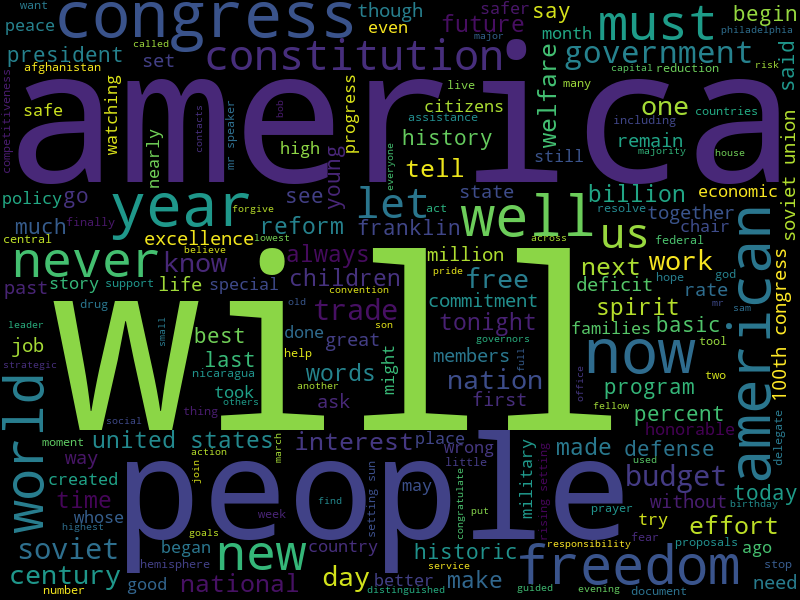 want
congress
though
safer
say
must
begin
peace
called
even
future
month
philadelphia
president
set
major
constitution
government
said
afghanistan
america
live
capital
reduction
risk
many
competitiveness
safe
watching
contacts
mr speaker
bob
progress
citizens
welfare
one
countries
assistance
including
history
remain
nearly
high
young
everyone
tell
still
majority
house
soviet union
policy
go
year
see
let
state
well
billion
economic
much
finally
forgive
reform
franklin
act
us
resolve
together
chair
central
excellence
lowest
always
across
federal
never
believe
know
million
next
work
god
past
story
support
life
special
children
pride
free
deficit
hope
rate
mr
sam
drug
convention
commitment
spirit
american
100th congress
will
old
son
trade
tonight
families
basic
leader
job
small
best
done
great
governors
now
tool
strategic
last
help
might
members
full
two
nicaragua
words
nation
program
took
another
others
ask
first
office
fellow
percent
thing
social
honorable
delegate
world
moment
united states
march
interest
place
wrong
made
defense
used
way
action
join
people
little
military
rising setting
budget
today
created
setting sun
may
congratulate
put
without
time
whose
find
prayer
try
effort
birthday
highest
goals
week
fear
soviet
began
new
country
historic
responsibility
proposals
ago
hemisphere
service
freedom
stop
century
national
day
better
make
need
number
good
distinguished
guided
evening
document